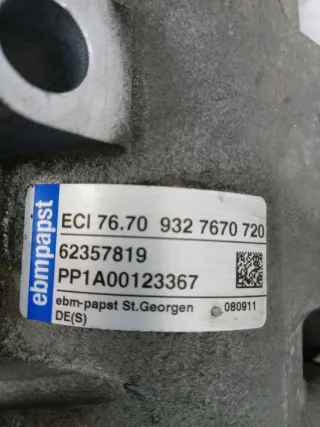 ebmpapst
ECI 76.70 932 7670 720
62357819
PP1A00123367
ebm-papst St.Georgen 080911
DE(S)